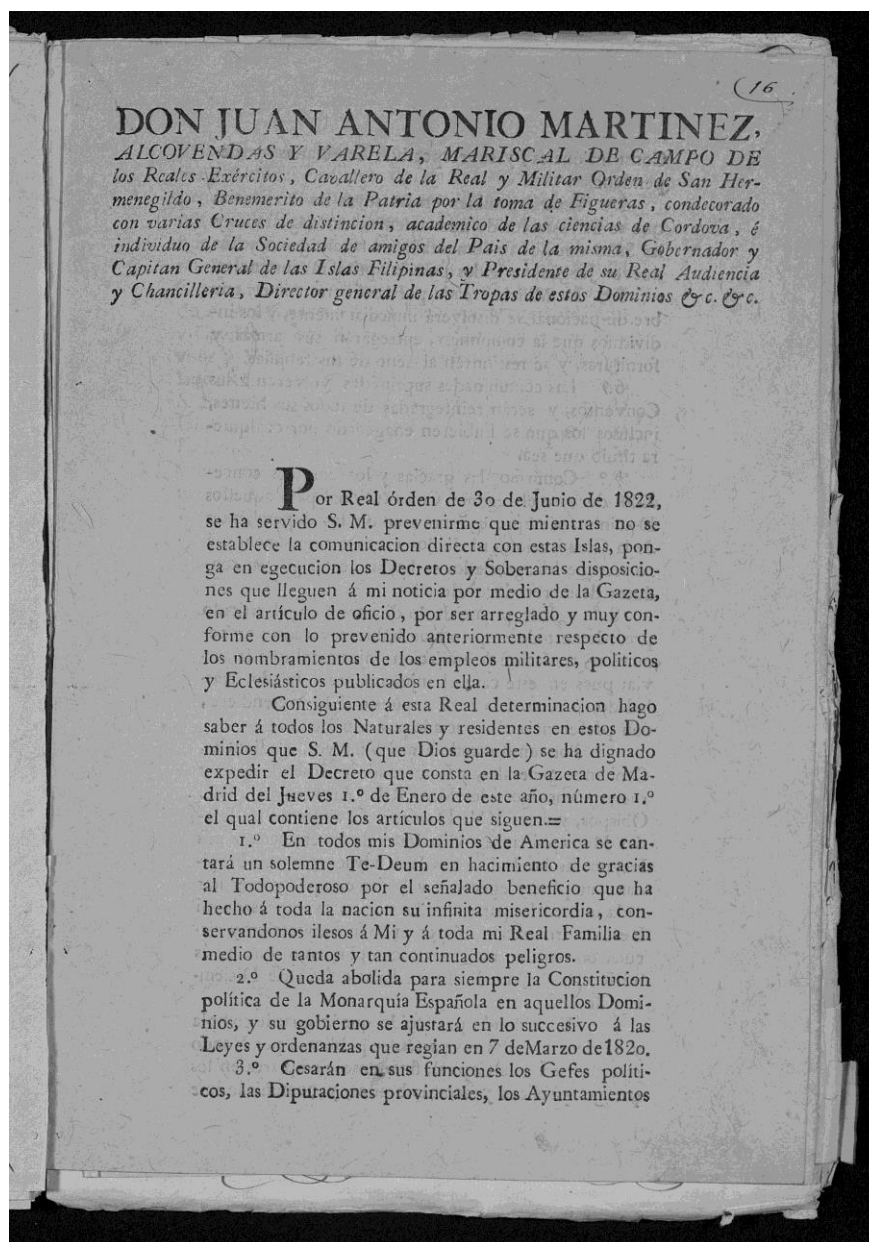 (16
DON JUAN ANTONIO MARTINEZ,
ALCOVENDAS Y VARELA, MARISCAL DE CAMPO DE
los Reales Exércitos, Cavallero de la Real y Militar Orden de San Her-
menegildo, Benemerito de la Patria por la toma de Figueras, condecorado
con varias Cruces de distincion, academico de las ciencias de Cordova, é
individuo de la Sociedad de amigos del Pais de la misma, Gobernador y
Capitan General de las Islas Filipinas, y Presidente de su Real Audiencia
y Chancilleria, Director general de las Tropas de estos Dominios &c. &c.
Por Real órden de 30 de Junio de 1822,
se ha servido S. M. prevenirme que mientras no se
establece la comunicacion directa con estas Islas, pon-
ga en egecucion los Decretos y Soberanas disposicio-
nes que lleguen á mi noticia por medio de la Gazeta,
en el artículo de oficio, por ser arreglado y muy con-
forme con lo prevenido anteriormente respecto de
los nombramientos de los empleos militares, politicos
y Eclesiásticos publicados en ella.
Consiguiente á esta Real determinacion hago
saber á todos los Naturales y residentes en estos Do-
minios que S. M. (que Dios guarde) se ha dignado
expedir el Decreto que consta en la Gazeta de Ma-
drid del Jueves 1.º de Enero de este año, número 1.º
el qual contiene los artículos que siguen.=
1.º En todos mis Dominios de America se can-
tará un solemne Te-Deum en hacimiento de gracias
al Todopoderoso por el señalado beneficio que ha
hecho á toda la nacion su infinita misericordia, con-
servandonos ilesos á Mi y á toda mi Real Familia en
medio de tantos y tan continuados peligros.
2.º Queda abolida para siempre la Constitucion
política de la Monarquía Española en aquellos Domi-
nios, y su gobierno se ajustará en lo succesivo á las
Leyes y ordenanzas que regian en 7 de Marzo de 1820.
3.º Cesarán en sus funciones los Gefes políti-
cos, las Diputaciones provinciales, los Ayuntamientos